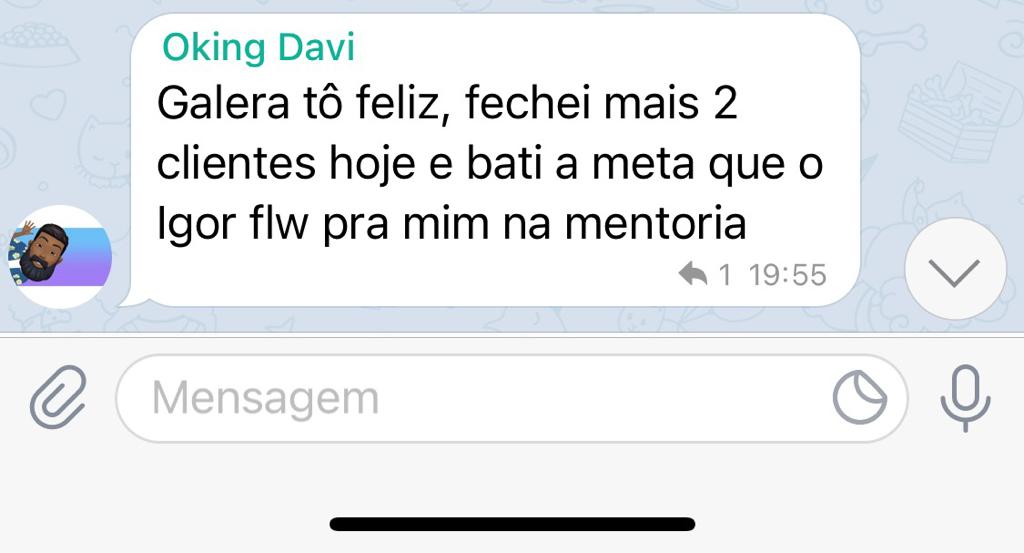 Oking Davi
Galera tô feliz, fechei mais 2
clientes hoje e bati a meta que o
Igor flw pra mim na mentoria
1 19:55
Mensagem